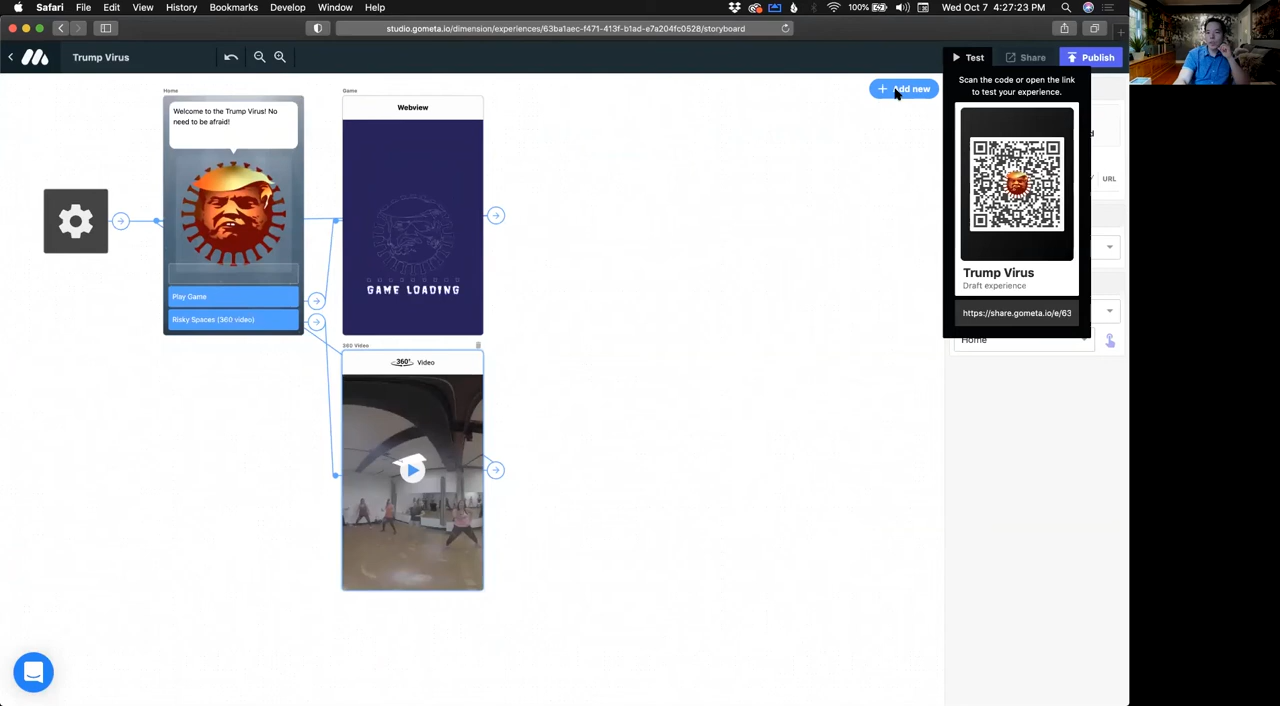 Safari File Edit View History Bookmarks Develop Window Help
100% Wed Oct 7 4:27:23 PM
studio.gometa.io/dimension/experiences/63ba1aec-f471-413f-b1ad-e7a204fc0528/storyboard
Trump Virus
Test Share Publish
Add new
Scan the code or open the link
to test your experience.
Trump Virus
Draft experience
https://share.gometa.io/e/63
URL
Home
Home
Welcome to the Trump Virus! No
need to be afraid!
Play Game
Risky Spaces (360 video)
Game
Webview
GAME LOADING
360 Video
360° Video